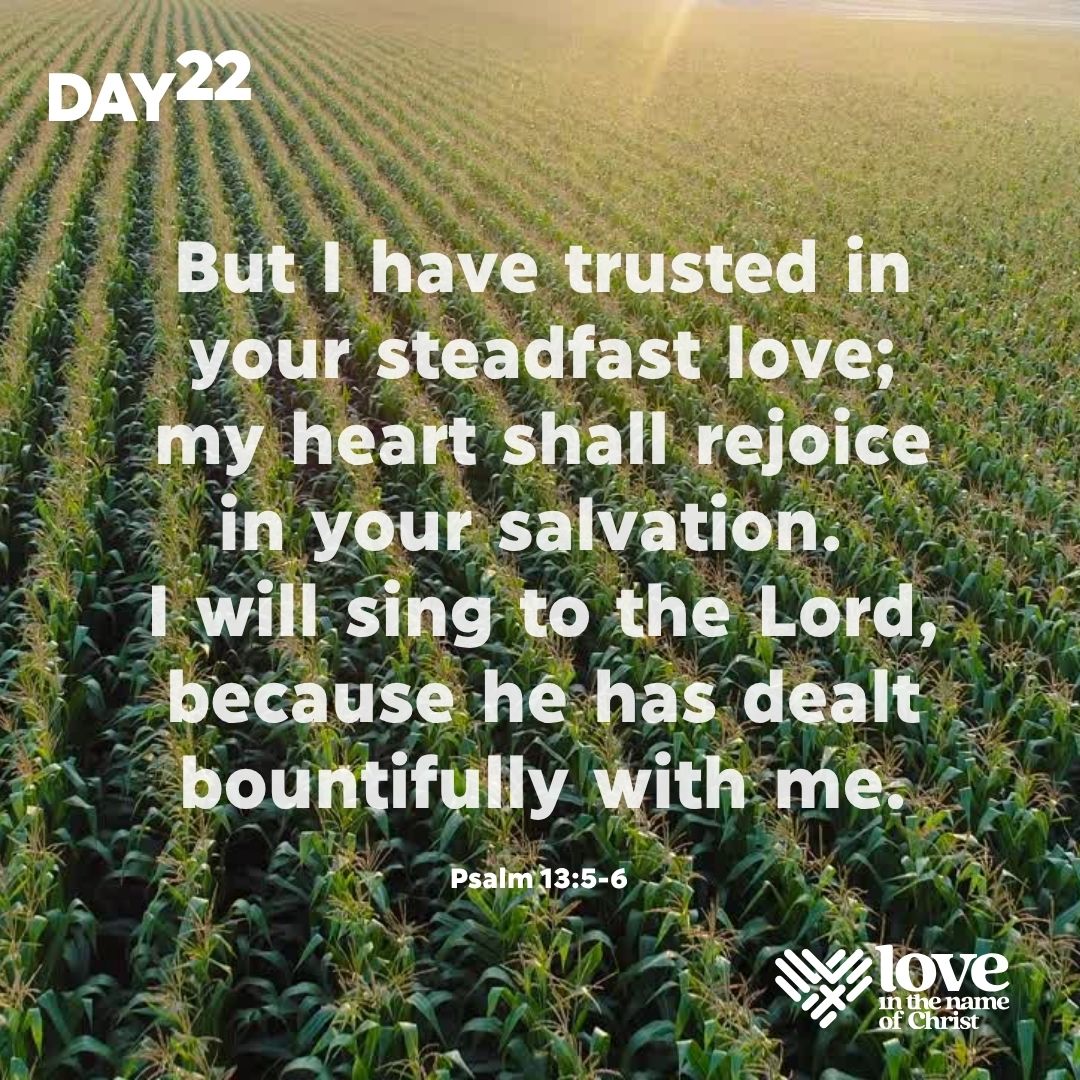 DAY22
But I have trusted in
your steadfast love;
my heart shall rejoice
in your salvation.
I will sing to the Lord,
because he has dealt
bountifully with me.
Psalm 13:5-6
love
in the name
of Christ